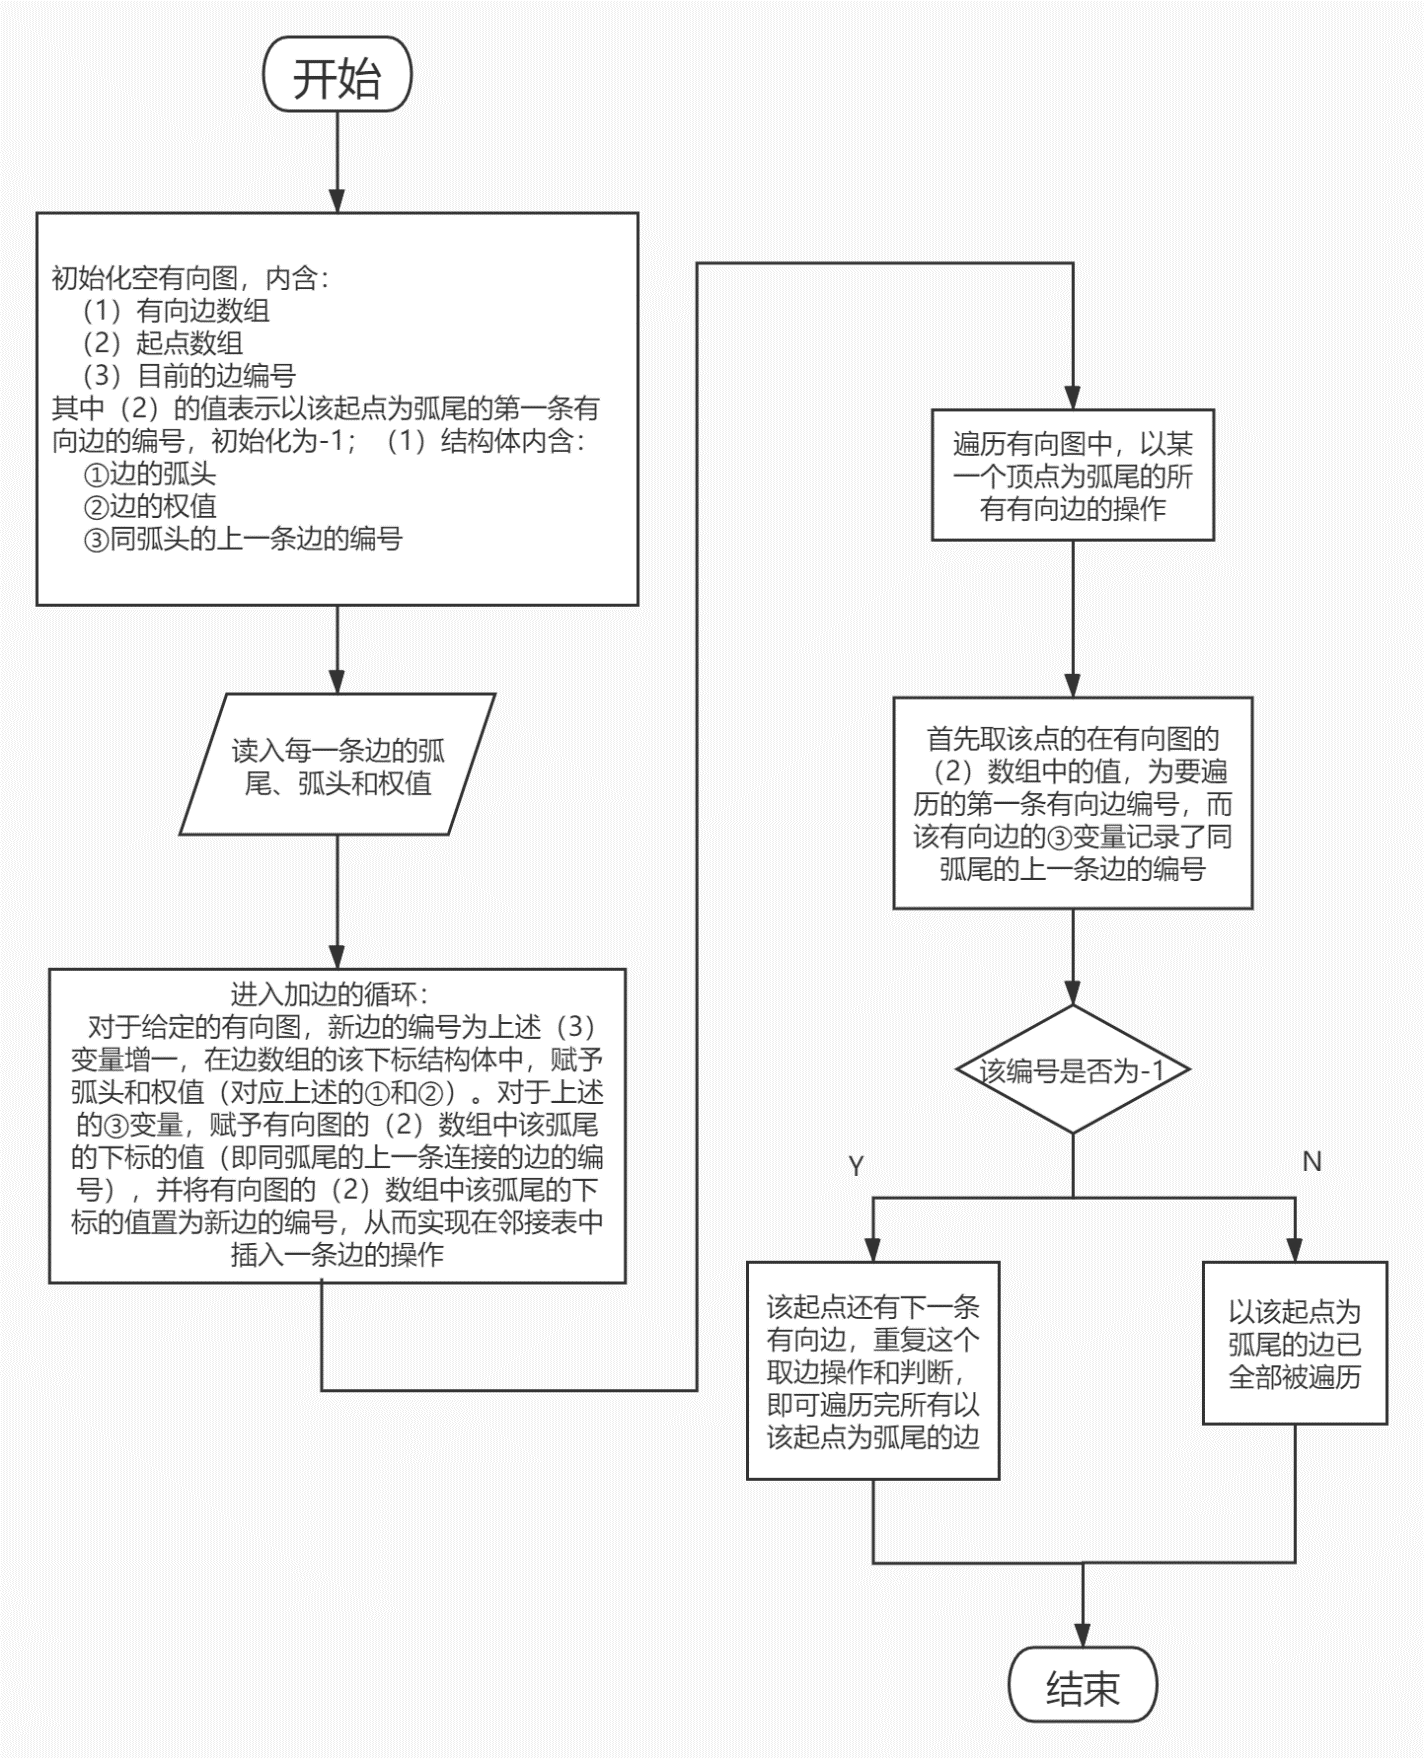 开始
初始化空有向图，内含：
（1）有向边数组
（2）起点数组
（3）目前的边编号
其中（2）的值表示以该起点为弧尾的第一条有
向边的编号，初始化为-1；（1）结构体内含：
①边的弧头
②边的权值
③同弧头的上一条边的编号
读入每一条边的弧
尾、弧头和权值
进入加边的循环：
对于给定的有向图，新边的编号为上述（3）
变量增一，在边数组的该下标结构体中，赋予
弧头和权值（对应上述的①和②）。对于上述
的③变量，赋予有向图的（2）数组中该弧尾
的下标的值（即同弧尾的上一条连接的边的编
号），并将有向图的（2）数组中该弧尾的下
标的值置为新边的编号，从而实现在邻接表中
插入一条边的操作
遍历有向图中，以某
一个顶点为弧尾的所
有有向边的操作
首先取该点的在有向图的
（2）数组中的值，为要遍
历的第一条有向边编号，而
该有向边的③变量记录了同
弧尾的上一条边的编号
该编号是否为-1
Y
N
该起点还有下一条
有向边，重复这个
取边操作和判断，
即可遍历完所有以
该起点为弧尾的边
以该起点为
弧尾的边已
全部被遍历
结束